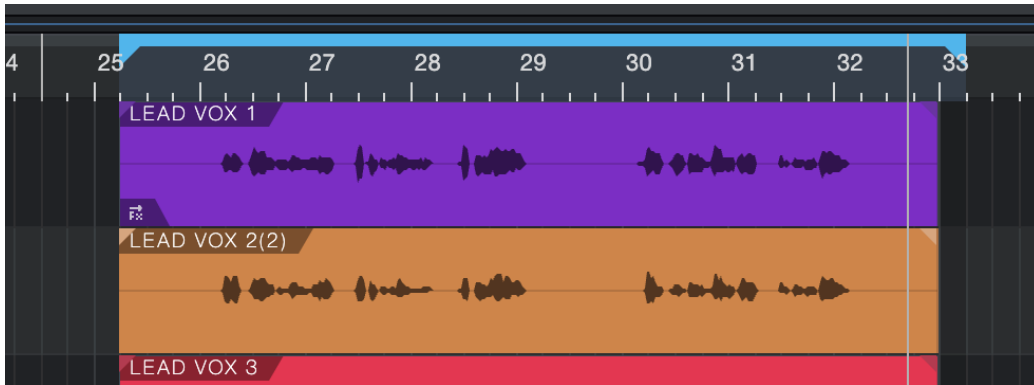 4 25 26 27 28 29 30 31 32 33
LEAD VOX 1
FX
LEAD VOX 2(2)
LEAD VOX 3